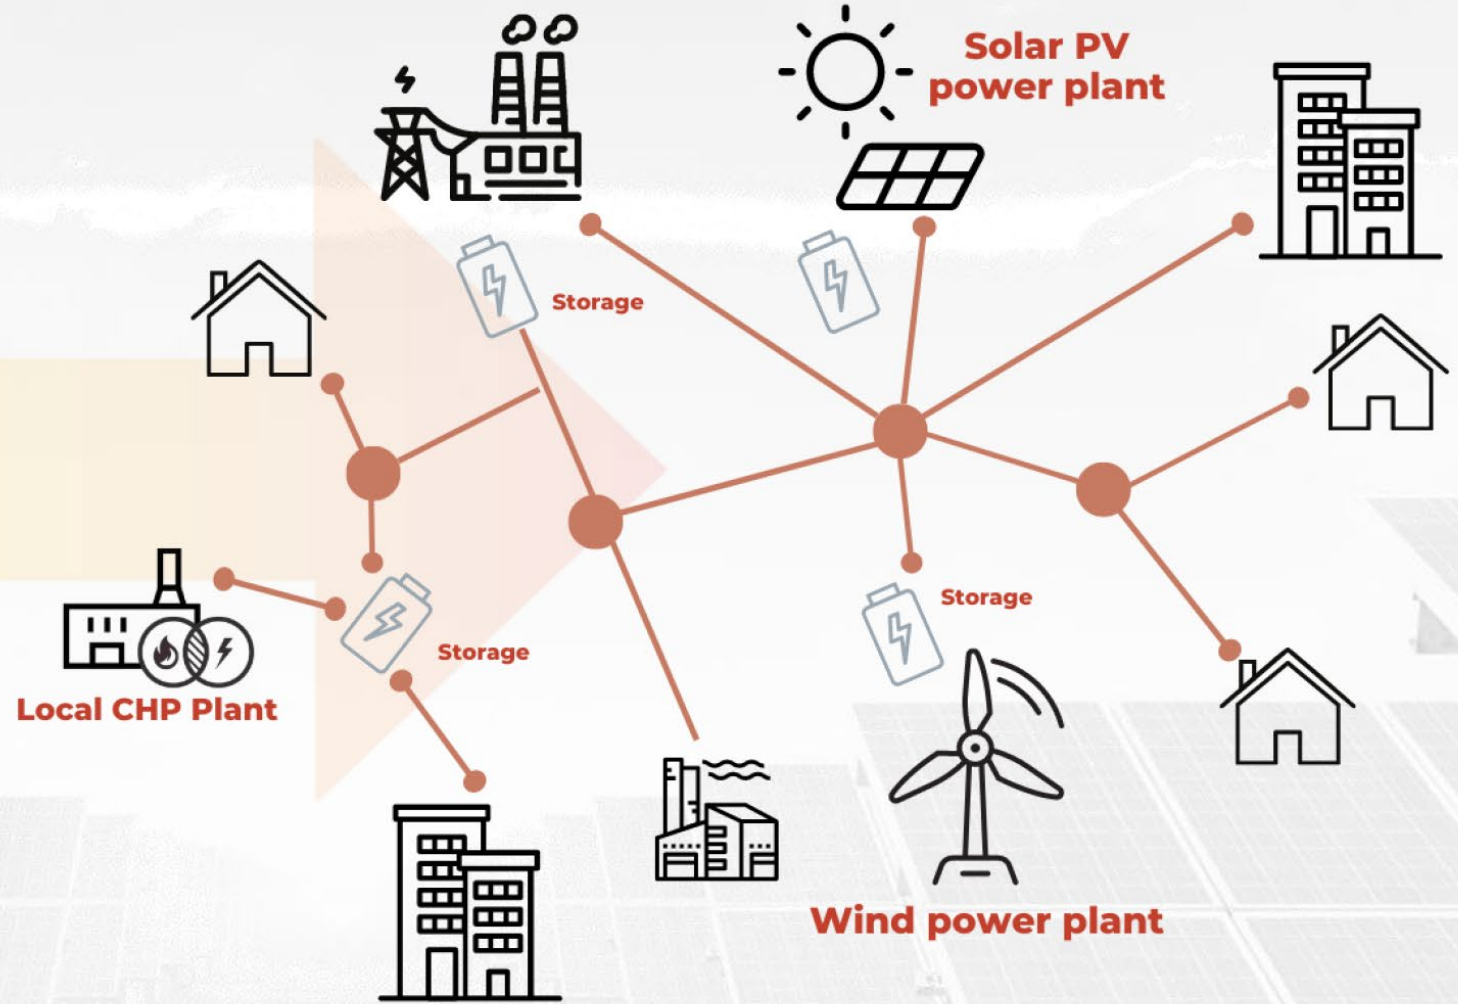 Solar PV
power plant
Storage
Storage
Storage
Local CHP Plant
Wind power plant